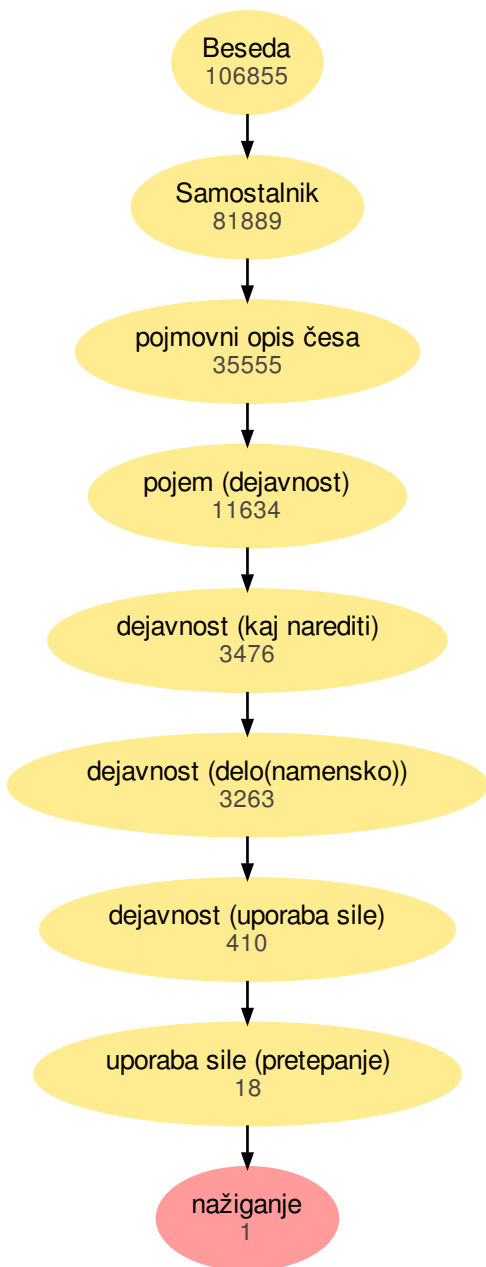 Beseda
106855
Samostalnik
81889
pojmovni opis česa
35555
pojem (dejavnost)
11634
dejavnost (kaj narediti)
3476
dejavnost (delo(namensko))
3263
dejavnost (uporaba sile)
410
uporaba sile (pretepanje)
18
nažiganje
1